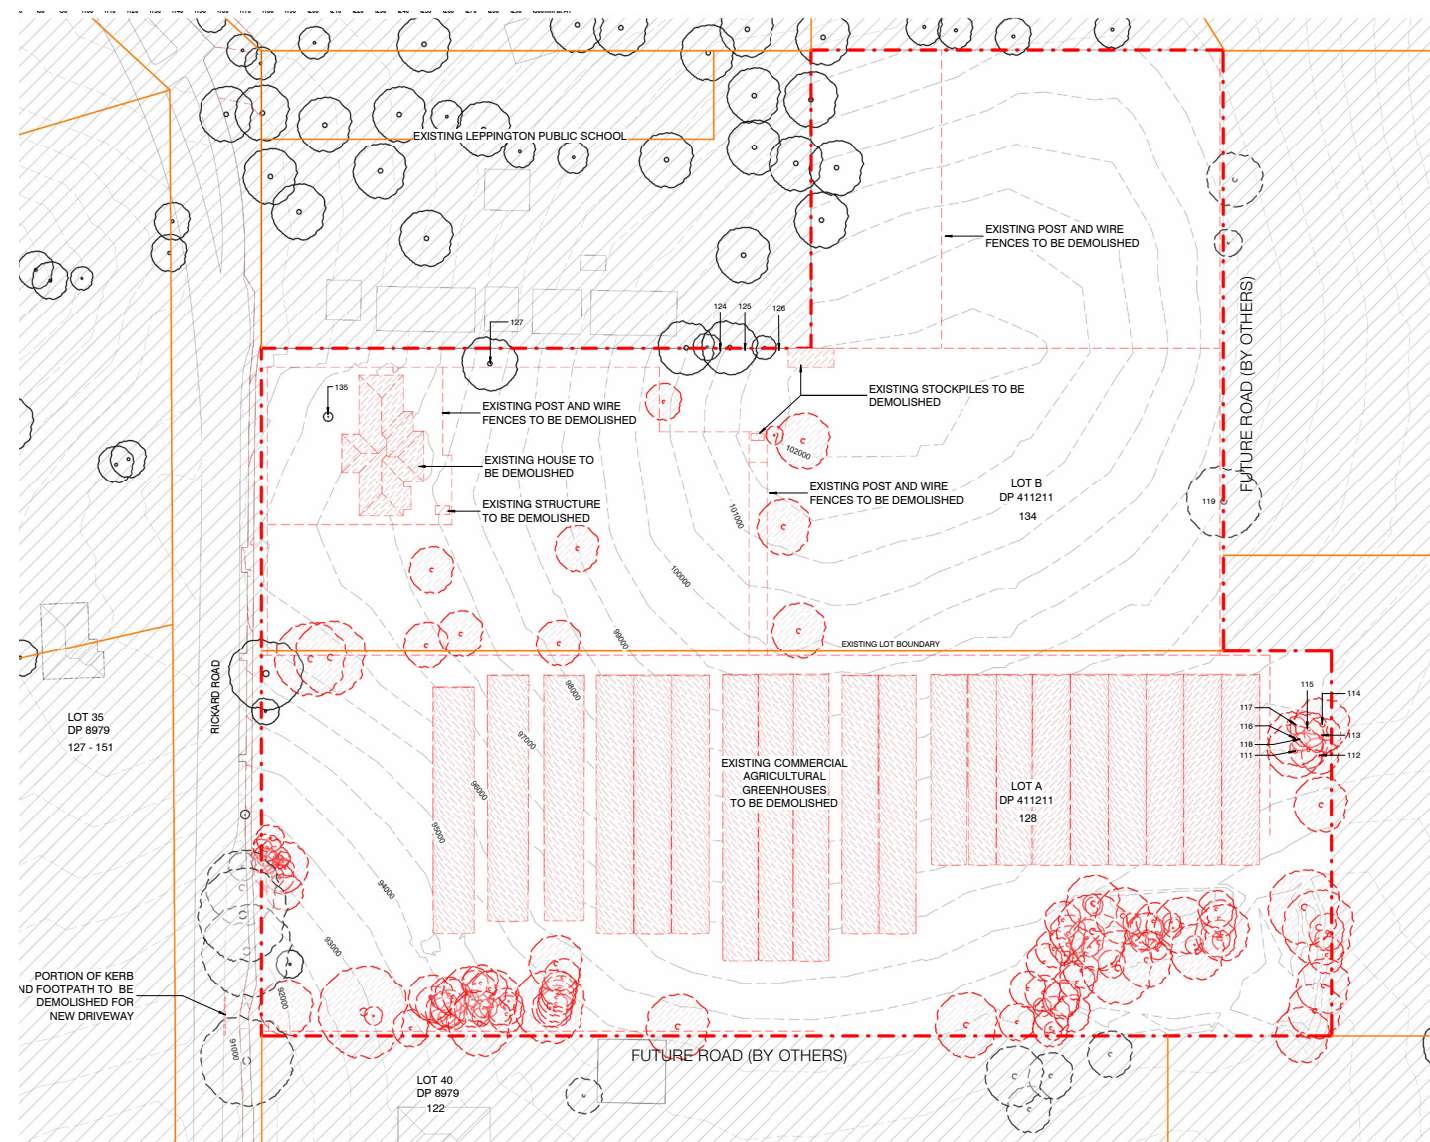 EXISTING LEPPINGTON PUBLIC SCHOOL
EXISTING POST AND WIRE
FENCES TO BE DEMOLISHED
FUTURE ROAD (BY OTHERS)
124
125
126
127
135
EXISTING STOCKPILES TO BE
DEMOLISHED
EXISTING POST AND WIRE
FENCES TO BE DEMOLISHED
102000
EXISTING HOUSE TO
BE DEMOLISHED
EXISTING POST AND WIRE
FENCES TO BE DEMOLISHED
LOT B
DP 411211
134
119
EXISTING STRUCTURE
TO BE DEMOLISHED
101000
100000
99000
EXISTING LOT BOUNDARY
98000
RICKARD ROAD
LOT 35
DP 8979
127 - 151
97000
115
114
117
116
113
118
111
112
EXISTING COMMERCIAL
AGRICULTURAL
GREENHOUSES
TO BE DEMOLISHED
LOT A
DP 411211
128
96000
95000
94000
93000
92000
PORTION OF KERB
ND FOOTPATH TO BE
DEMOLISHED FOR
NEW DRIVEWAY
91000
FUTURE ROAD (BY OTHERS)
LOT 40
DP 8979
122